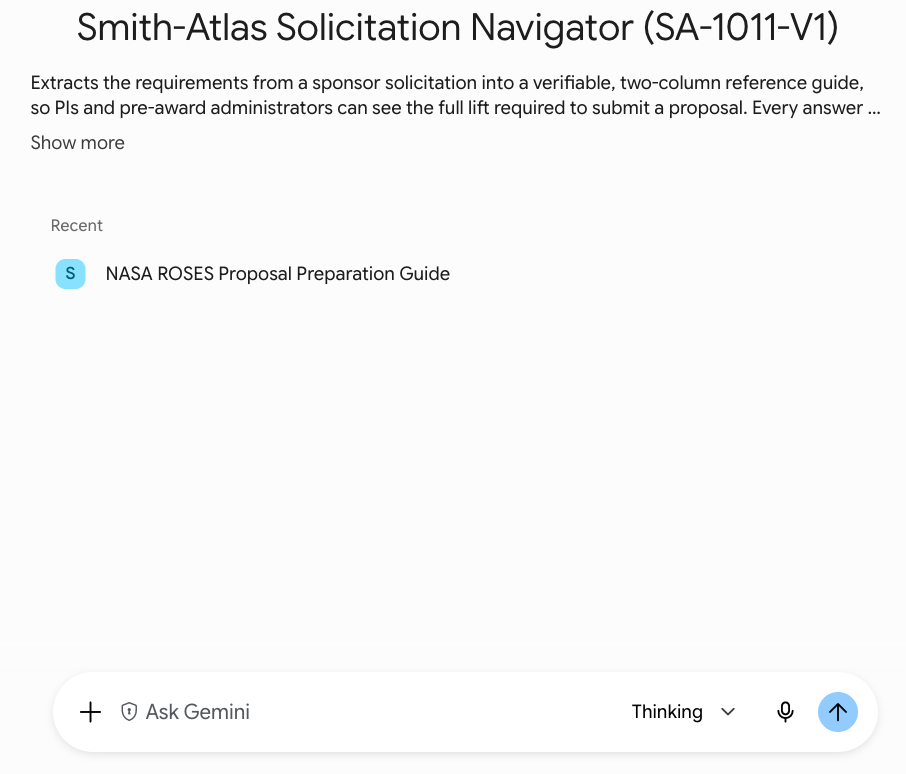 Smith-Atlas Solicitation Navigator (SA-1011-V1)
Extracts the requirements from a sponsor solicitation into a verifiable, two-column reference guide,
so PIs and pre-award administrators can see the full lift required to submit a proposal. Every answer ...
Show more
Recent
S NASA ROSES Proposal Preparation Guide
Ask Gemini Thinking